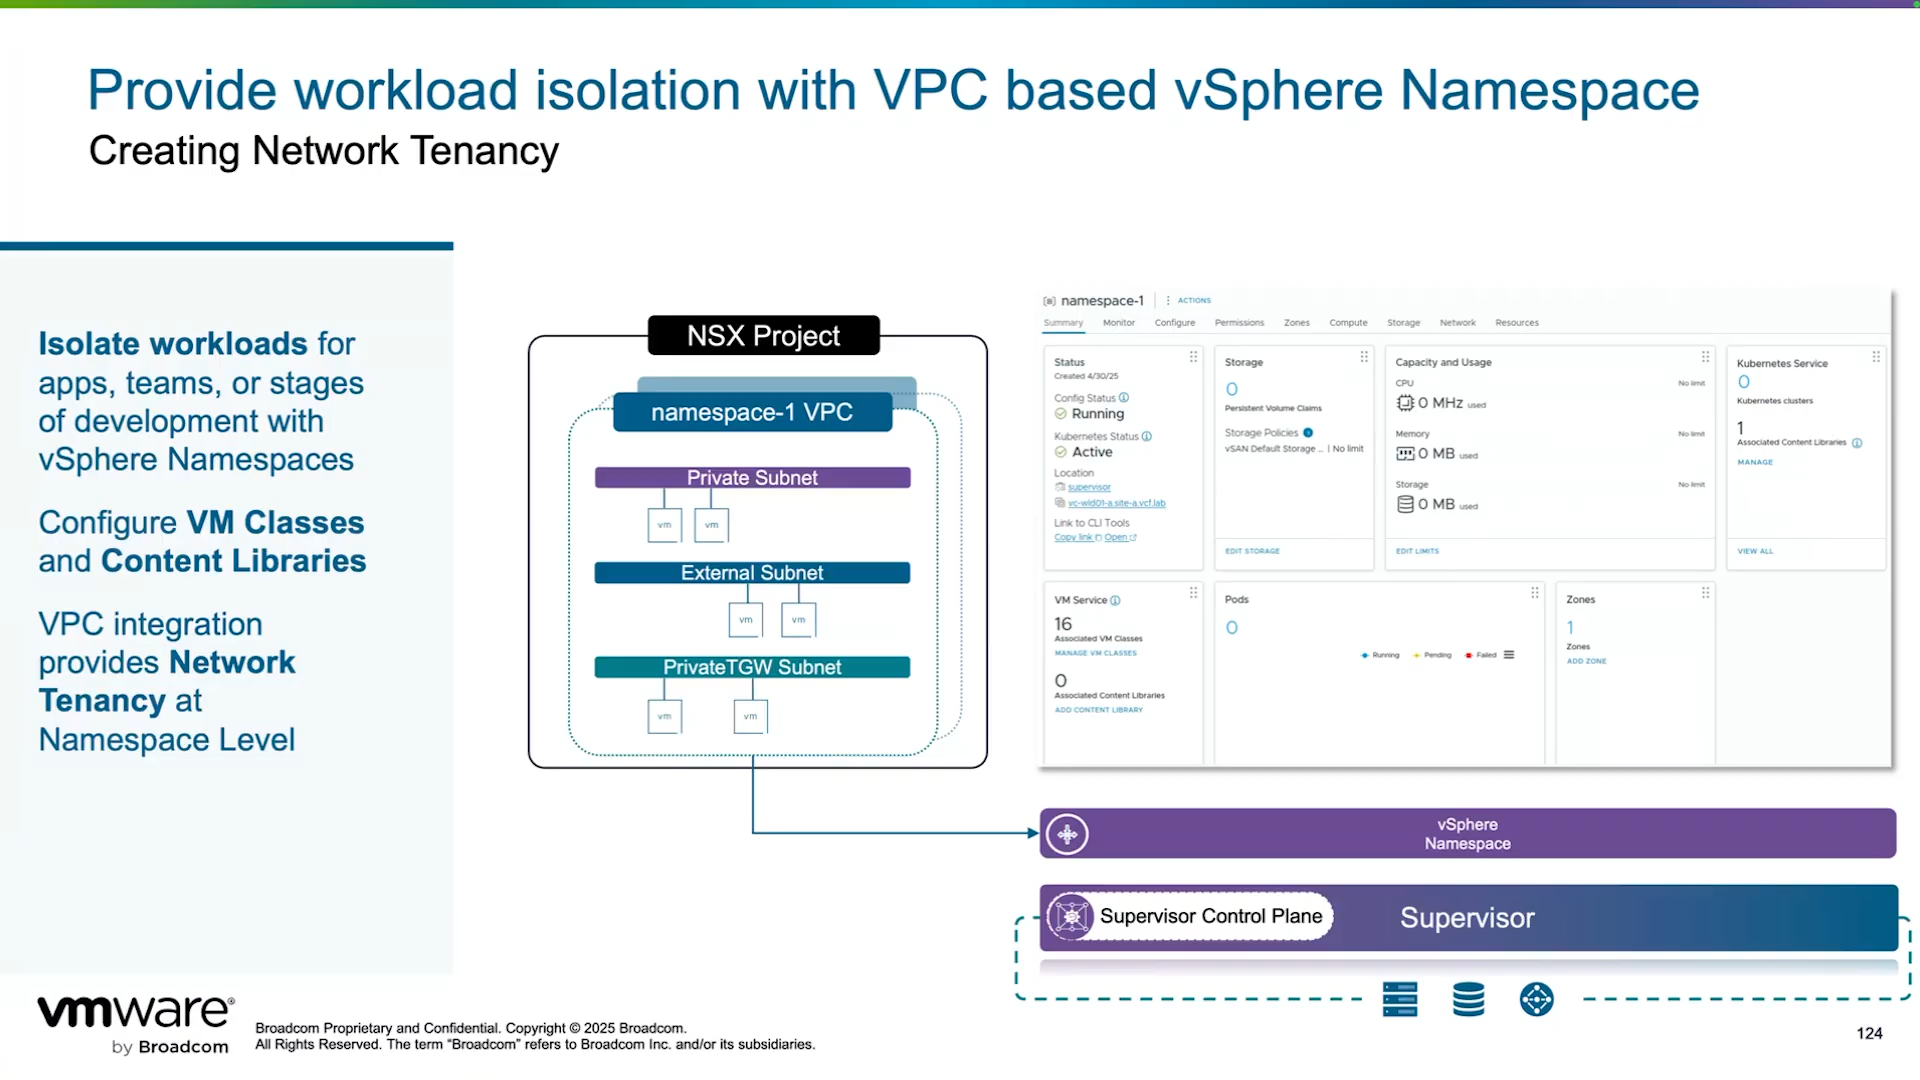 Provide workload isolation with VPC based vSphere Namespace
Creating Network Tenancy
Isolate workloads for
apps, teams, or stages
of development with
vSphere Namespaces
Configure VM Classes
and Content Libraries
VPC integration
provides Network
Tenancy at
Namespace Level
NSX Project
namespace-1 VPC
Private Subnet
vm vm
External Subnet
vm vm
PrivateTGW Subnet
vm vm
namespace-1 ACTIONS
Summary Monitor Configure Permissions Zones Compute Storage Network Resources
Status
Created 4/30/25
Config Status
Running
Kubernetes Status
Active
Location
supervisor
vc-wld01-a.site-a.vcf.lab
Link to CLI Tools
Copy link Open
Storage
0
Persistent Volume Claims
Storage Policies
vSAN Default Storage ... | No limit
EDIT STORAGE
Capacity and Usage
CPU No limit
0 MHz used
Memory No limit
0 MB used
Storage No limit
0 MB used
EDIT LIMITS
Kubernetes Service
0
Kubernetes clusters
1
Associated Content Libraries
MANAGE
VIEW ALL
VM Service
16
Associated VM Classes
MANAGE VM CLASSES
0
Associated Content Libraries
ADD CONTENT LIBRARY
Pods
0
Running Pending Failed
Zones
1
Zones
ADD ZONE
vSphere
Namespace
Supervisor Control Plane Supervisor
vmware®
by Broadcom
Broadcom Proprietary and Confidential. Copyright © 2025 Broadcom.
All Rights Reserved. The term “Broadcom” refers to Broadcom Inc. and/or its subsidiaries.
124